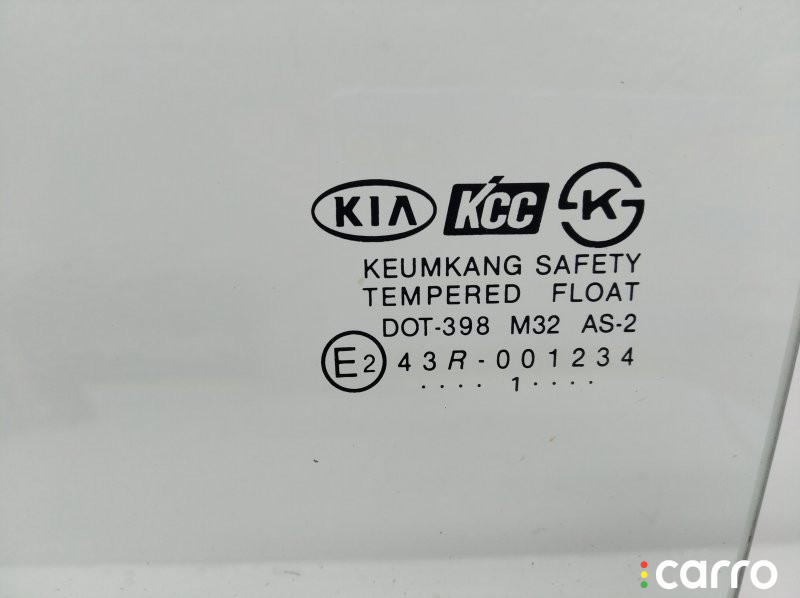 KIA KCC K
KEUMKANG SAFETY
TEMPERED FLOAT
DOT-398 M32 AS-2
E2 43R-001234
.... 1 ....
carro